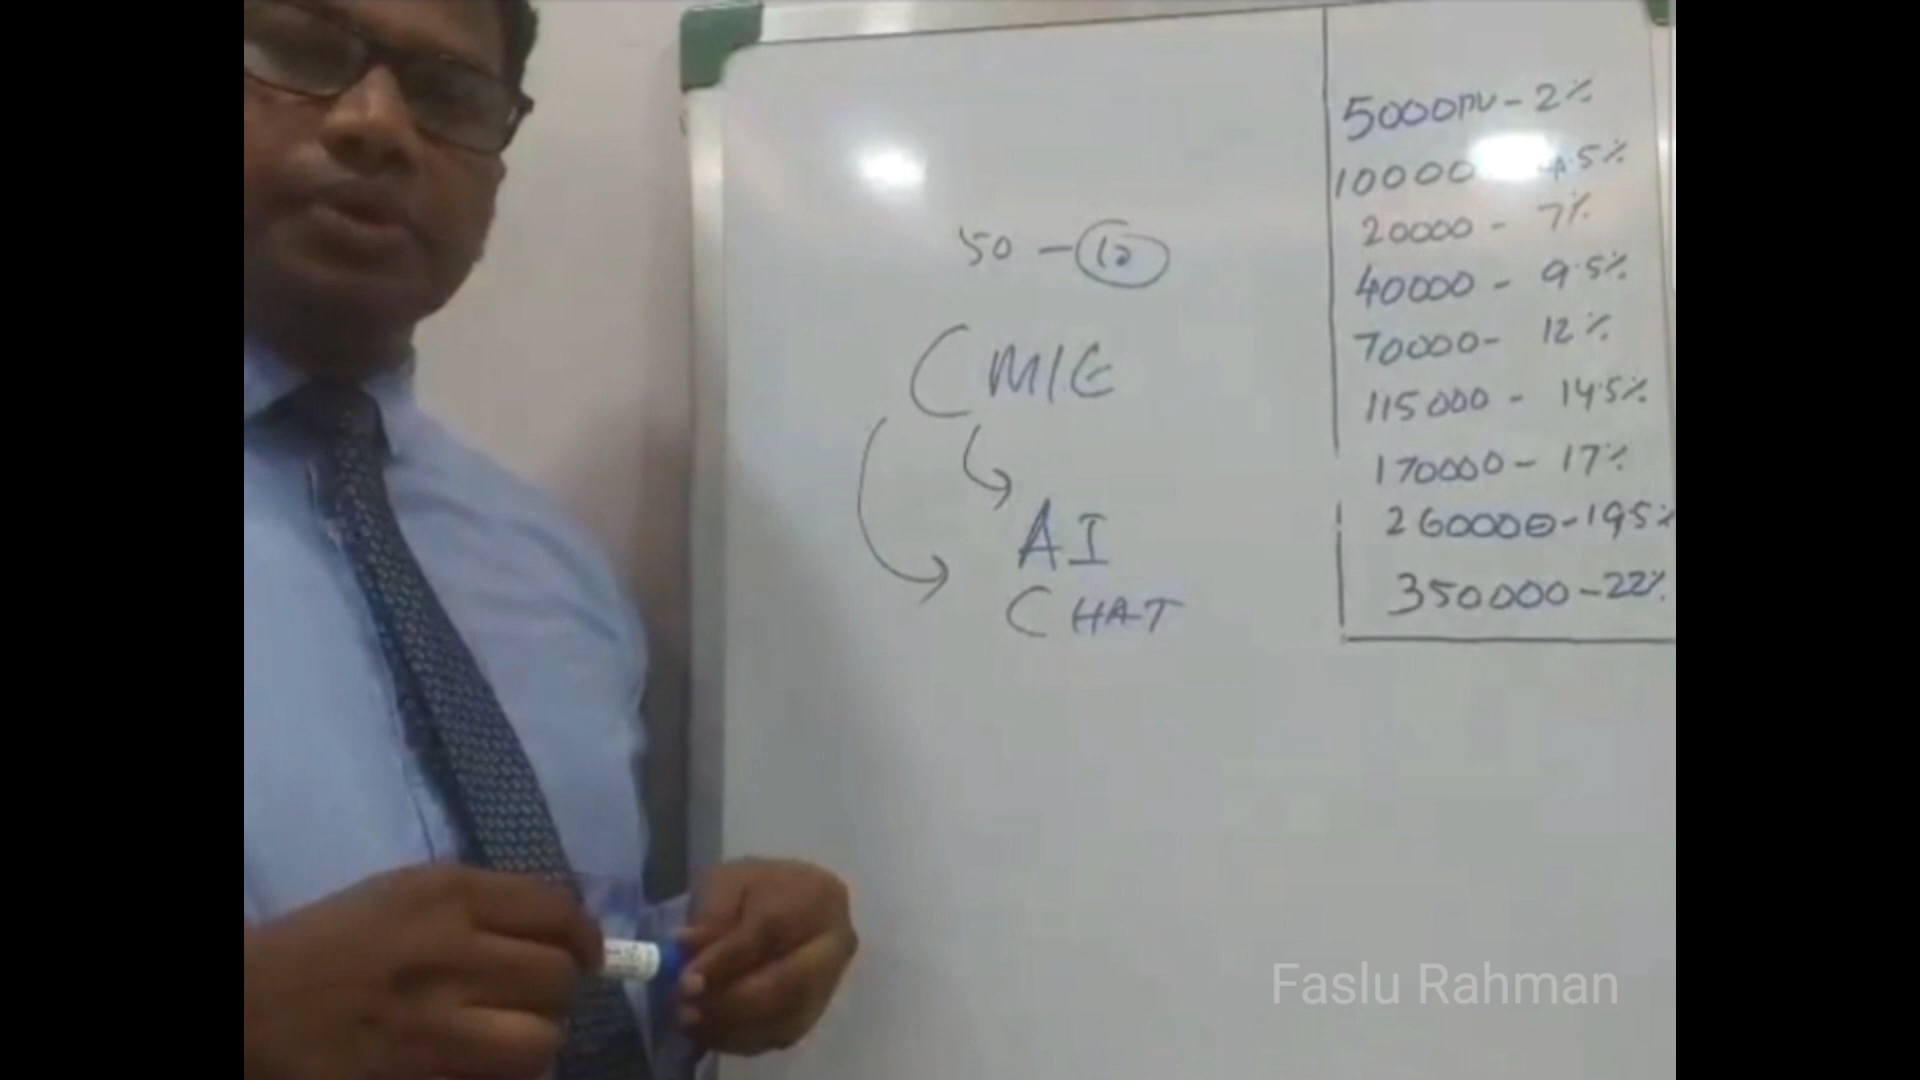 50 - 12
CMIE
AI
CHAT
5000PV - 2%
10000 4.5%
20000 - 7%
40000 - 9.5%
70000 - 12%
115000 - 14.5%
170000 - 17%
260000 - 19.5%
350000 - 22%
Faslu Rahman